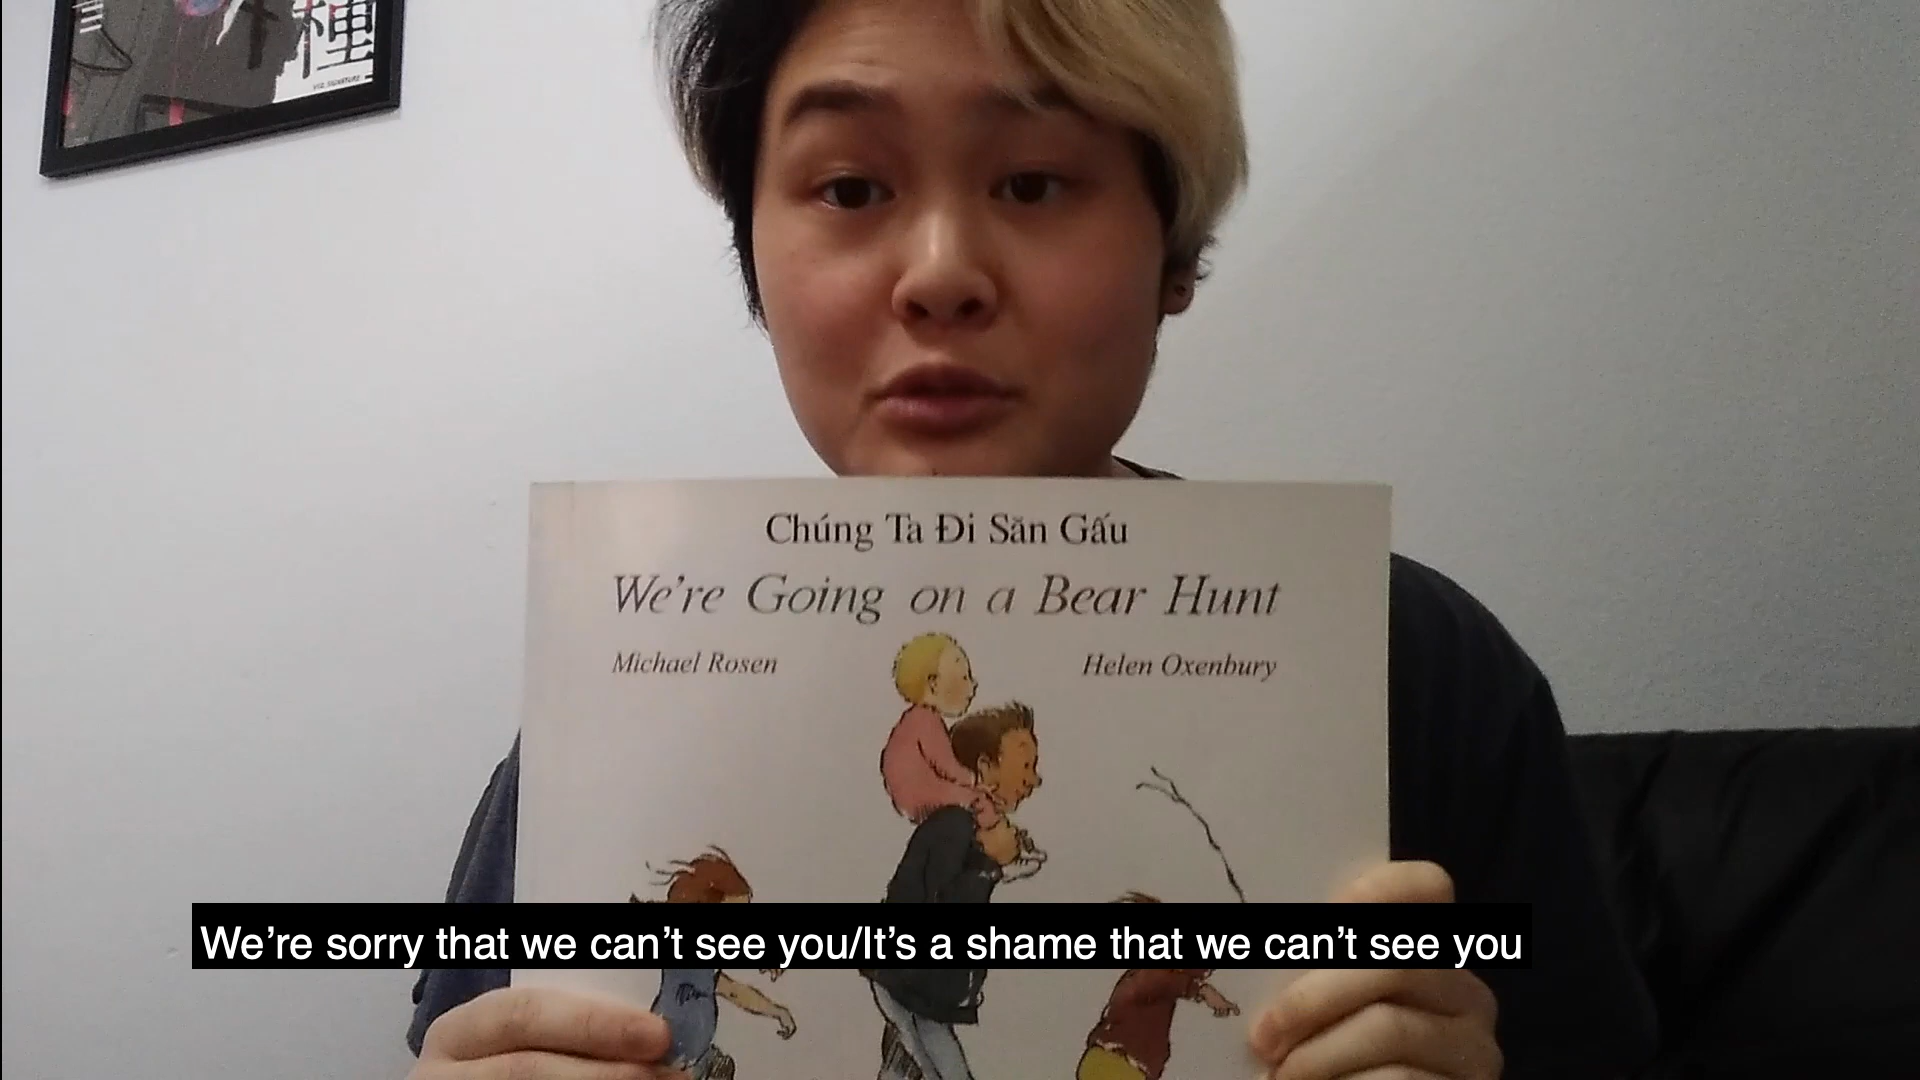 種
Chúng Ta Đi Săn Gấu
We're Going on a Bear Hunt
Michael Rosen
Helen Oxenbury
We're sorry that we can't see you/It's a shame that we can't see you